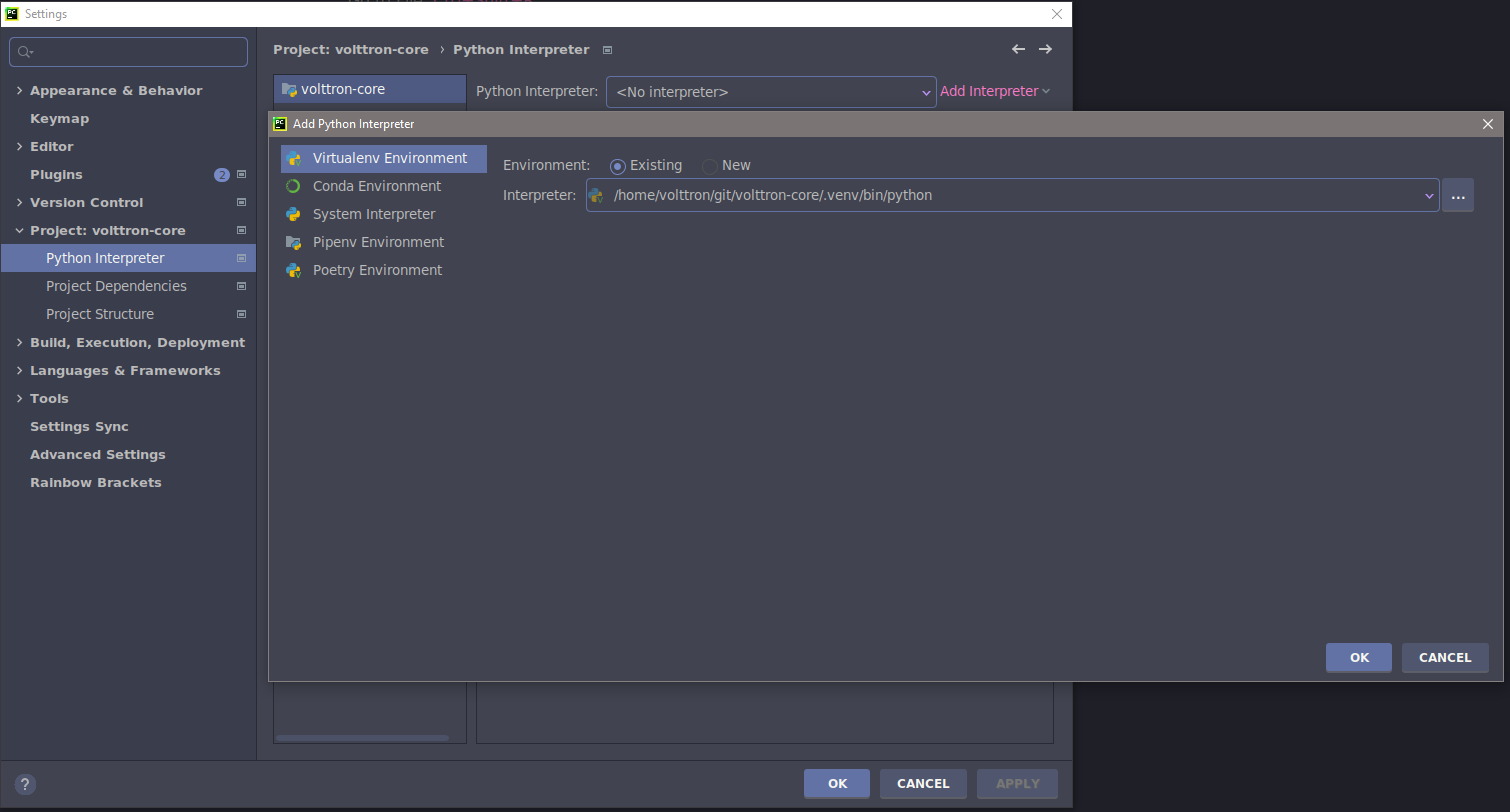 Settings
Project: volttron-core › Python Interpreter
volttron-core
Python Interpreter: <No interpreter> Add Interpreter
Appearance & Behavior
Keymap
Editor
Plugins 2
Version Control
Project: volttron-core
Python Interpreter
Project Dependencies
Project Structure
Build, Execution, Deployment
Languages & Frameworks
Tools
Settings Sync
Advanced Settings
Rainbow Brackets
Add Python Interpreter
Virtualenv Environment
Conda Environment
System Interpreter
Pipenv Environment
Poetry Environment
Environment: Existing New
Interpreter: /home/volttron/git/volttron-core/.venv/bin/python ...
OK CANCEL
? OK CANCEL APPLY